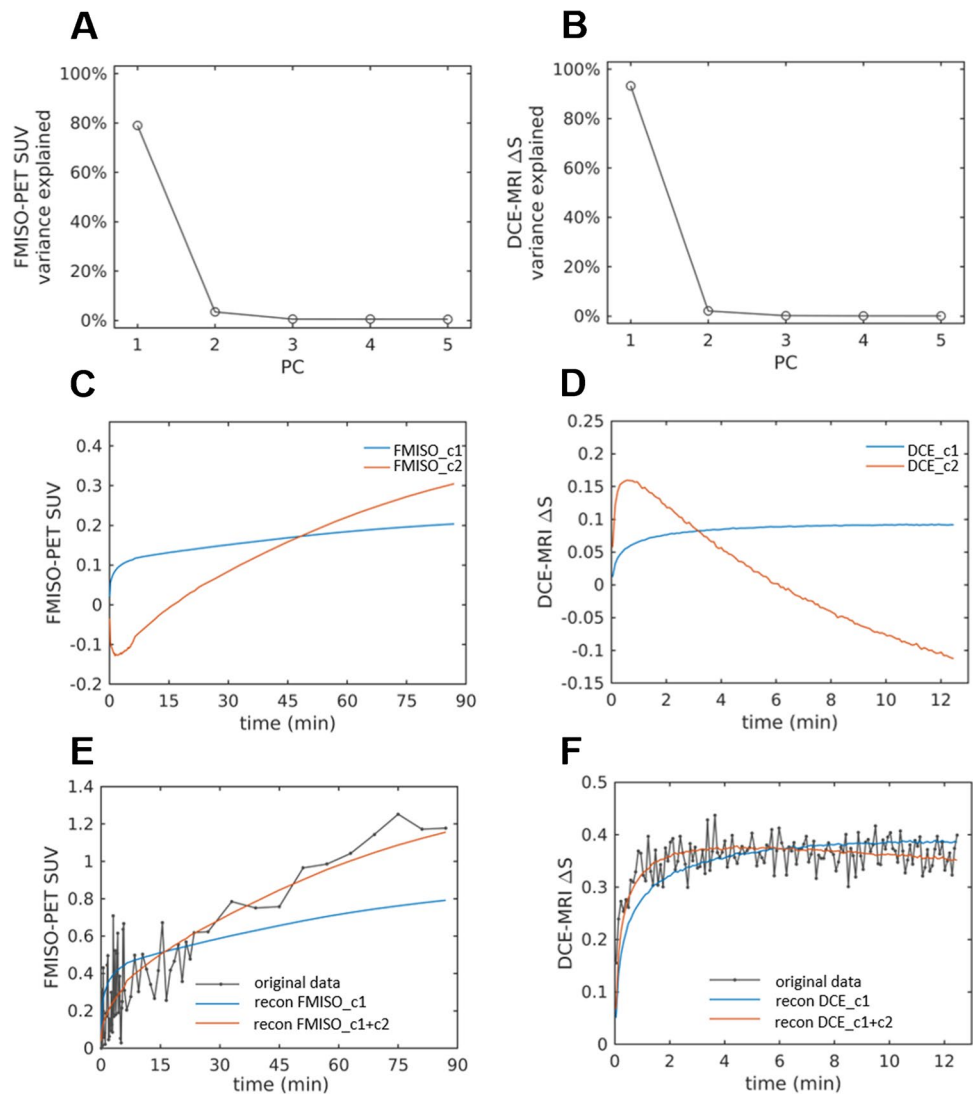 A
FMISO-PET SUV
variance explained
100%
80%
60%
40%
20%
0%
1 2 3 4 5
PC
B
DCE-MRI ΔS
variance explained
100%
80%
60%
40%
20%
0%
1 2 3 4 5
PC
C
FMISO-PET SUV
0.4
0.3
0.2
0.1
0
-0.1
-0.2
FMISO_c1
FMISO_c2
0 15 30 45 60 75 90
time (min)
D
DCE-MRI ΔS
0.25
0.20
0.15
0.10
0.05
0
-0.05
-0.1
-0.15
DCE_c1
DCE_c2
0 2 4 6 8 10 12
time (min)
E
FMISO-PET SUV
1.4
1.2
1
0.8
0.6
0.4
0.2
0
original data
recon FMISO_c1
recon FMISO_c1+c2
0 15 30 45 60 75 90
time (min)
F
DCE-MRI ΔS
0.5
0.4
0.3
0.2
0.1
0
original data
recon DCE_c1
recon DCE_c1+c2
0 2 4 6 8 10 12
time (min)